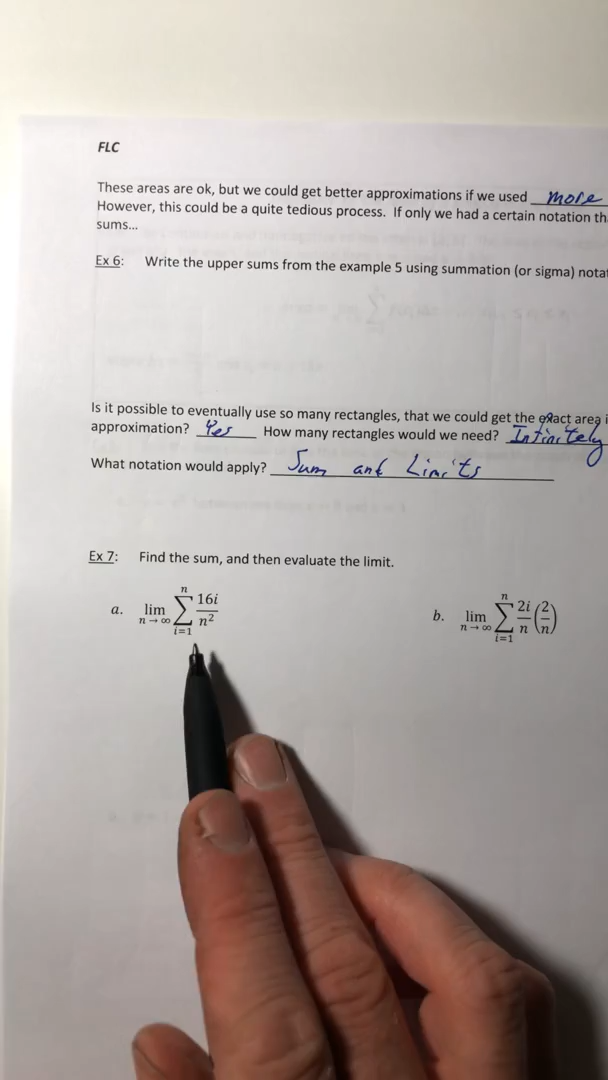 FLC
These areas are ok, but we could get better approximations if we used more
However, this could be a quite tedious process. If only we had a certain notation th
sums...
Ex 6: Write the upper sums from the example 5 using summation (or sigma) nota
Is it possible to eventually use so many rectangles, that we could get the exact area i
approximation? Yes How many rectangles would we need? Infinitely
What notation would apply? Sum and Limits
Ex 7: Find the sum, and then evaluate the limit.
a. lim n→∞ n ∑ i=1 16i/n²
b. lim n→∞ n ∑ i=1 2i/n (2/n)